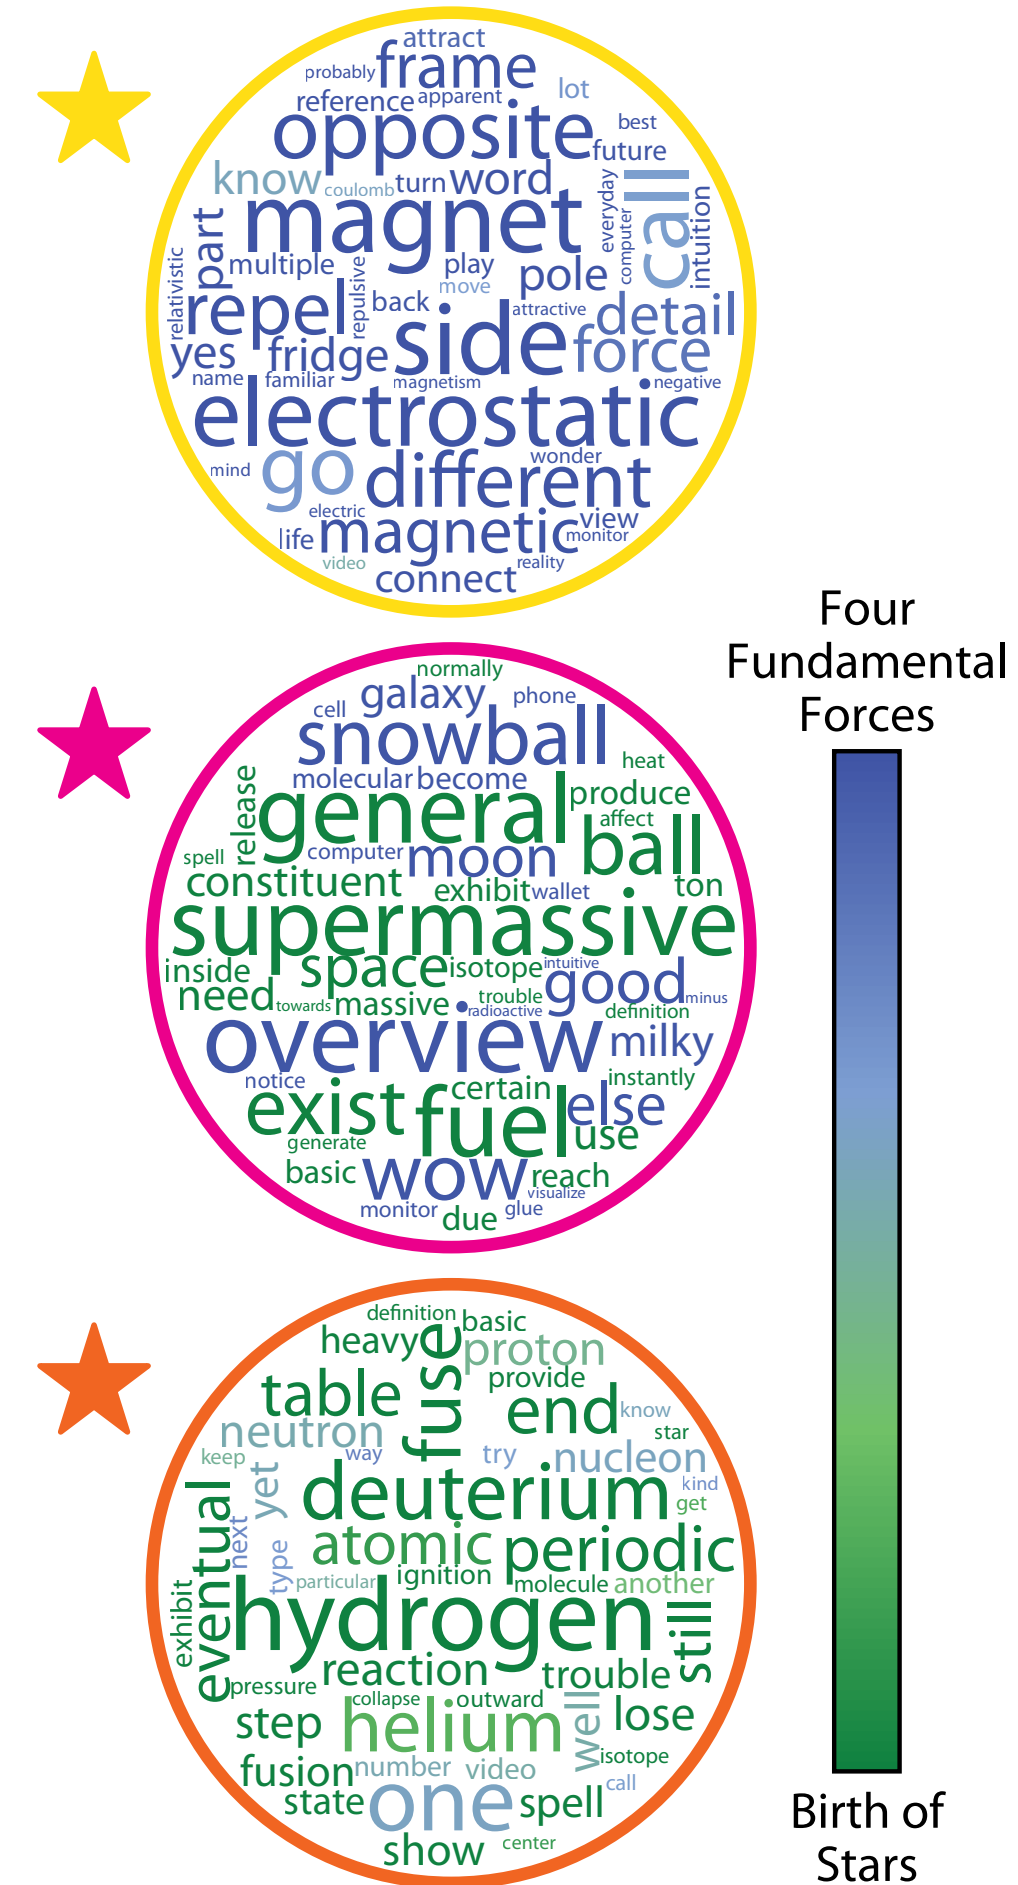 attract
probably frame
reference apparent lot
opposite best
future
know coulomb turn word everyday call
part magnet computer intuition
relativistic multiple repulsive play pole
move
repel back attractive detail
side force
yes fridge
name familiar magnetism negative
electrostatic
mind go different wonder
electric
life magnetic view
monitor
video connect reality
Four
Fundamental
Forces
normally
galaxy phone
cell
snowball
heat
molecular become
release general produce
affect
spell computer moon ball
constituent exhibit wallet ton
supermassive
inside space isotope intuitive good
need towards massive trouble minus
radioactive definition
overview milky
notice certain instantly
exist fuel else
generate use
basic wow reach
visualize
monitor due glue
definition basic
heavy fuse proton
table provide
end know
neutron star
keep way try nucleon
yet deuterium kind
eventual get
next atomic periodic
type ignition
particular molecule another
exhibit hydrogen still
reaction trouble
pressure collapse outward
step helium well lose
isotope
fusion number video
call
state one spell
show center
Birth of
Stars